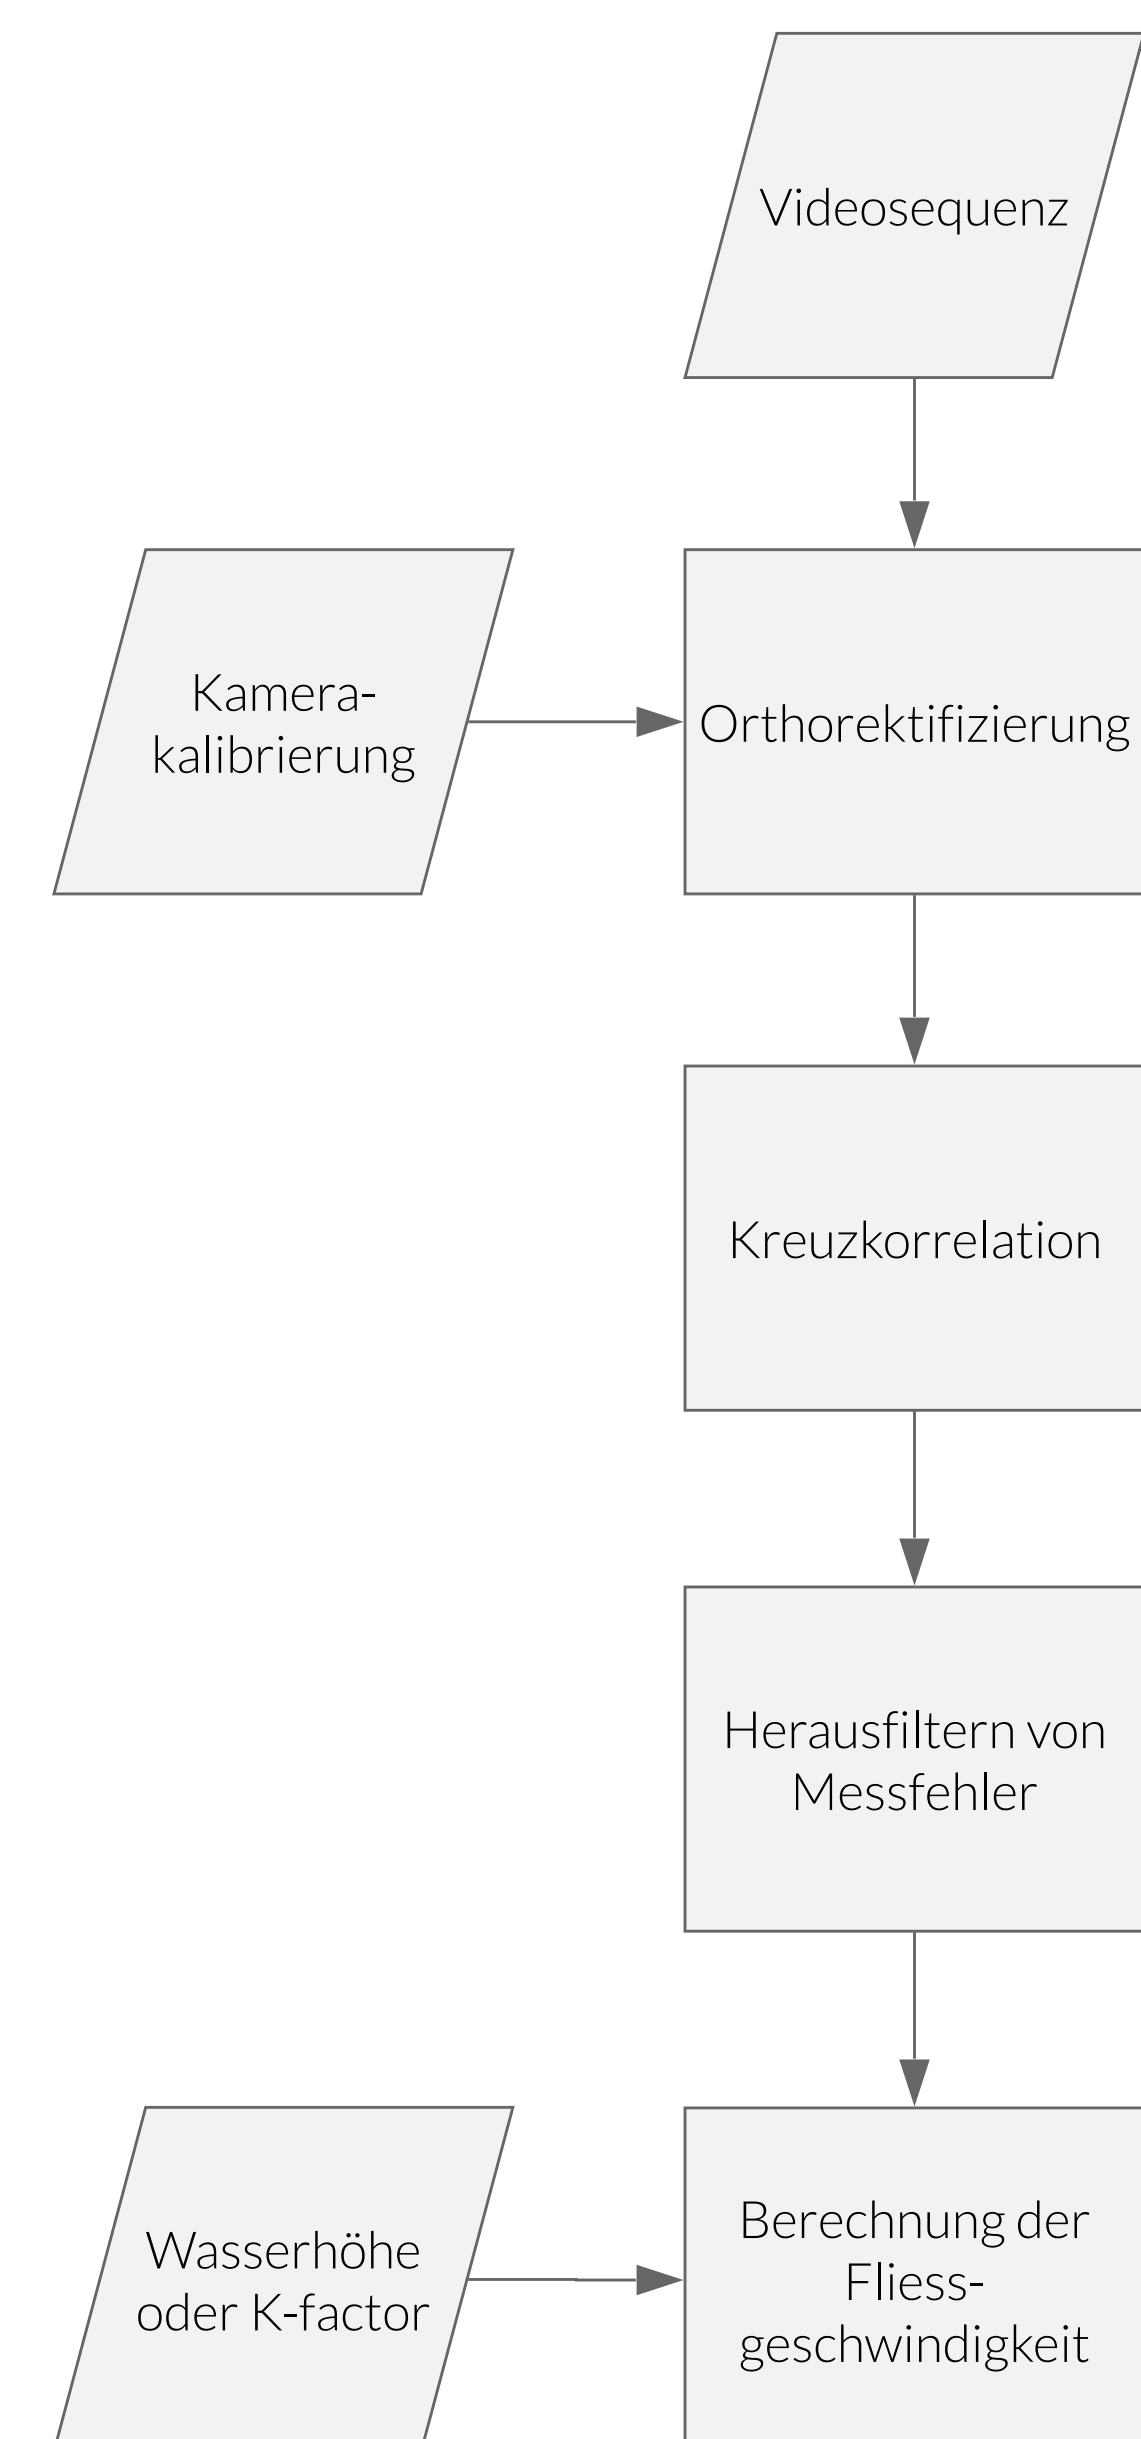 Videosequenz
Kamera-
kalibrierung
Orthorektifizierung
Kreuzkorrelation
Herausfiltern von
Messfehler
Wasserhöhe
oder K-factor
Berechnung der
Fliess-
geschwindigkeit